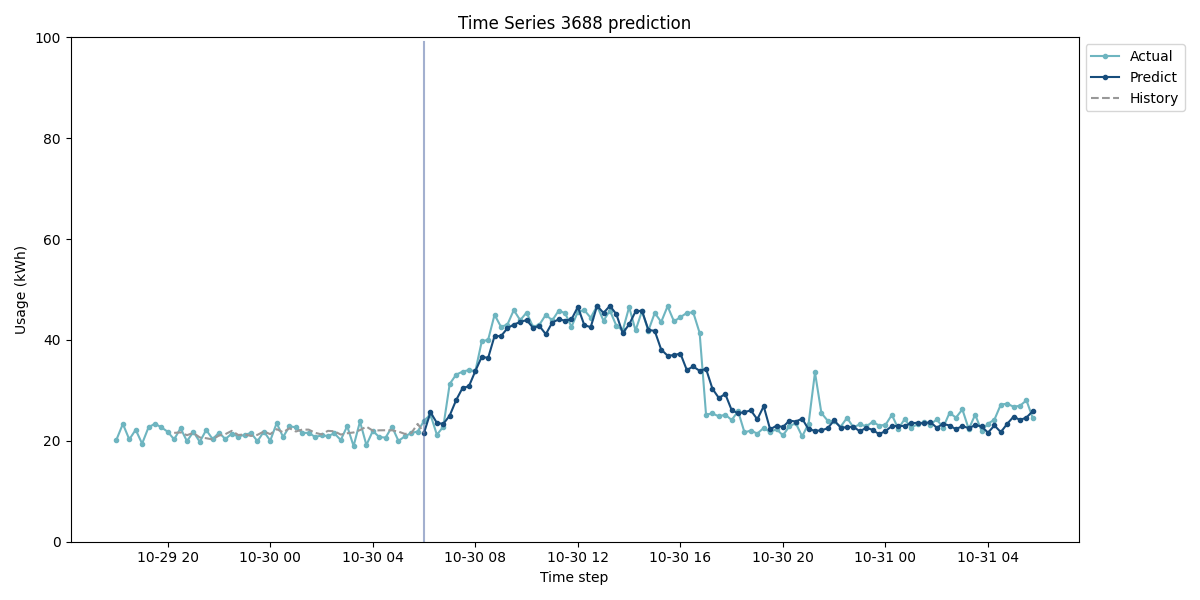 Time Series 3688 prediction
100
80
60
40
20
0
Usage (kWh)
10-29 20
10-30 00
10-30 04
10-30 08
10-30 12
10-30 16
10-30 20
10-31 00
10-31 04
Time step
Actual
Predict
History